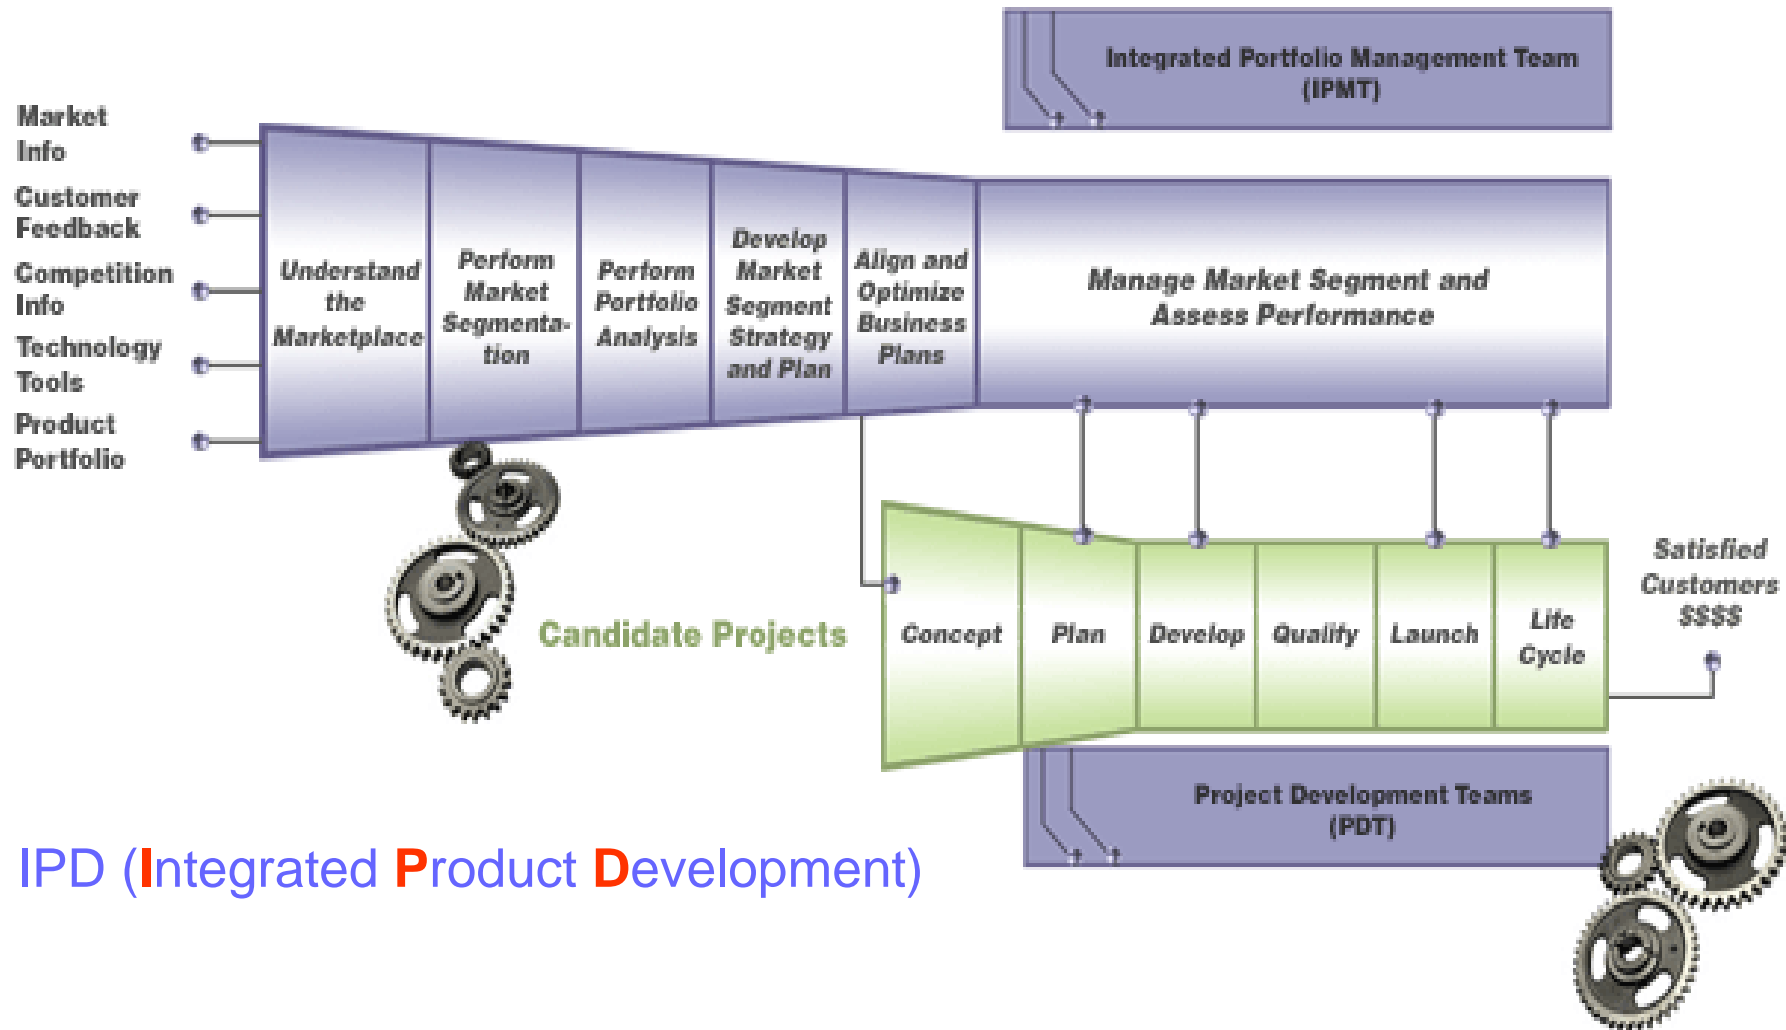 Integrated Portfolio Management Team
(IPMT)
Market
Info
Customer
Feedback
Competition
Info
Technology
Tools
Product
Portfolio
Understand
the
Marketplace
Perform
Market
Segmenta-
tion
Perform
Portfolio
Analysis
Develop
Market
Segment
Strategy
and Plan
Align and
Optimize
Business
Plans
Manage Market Segment and
Assess Performance
Candidate Projects
Concept
Plan
Develop
Qualify
Launch
Life
Cycle
Satisfied
Customers
$$$$
Project Development Teams
(PDT)
IPD (Integrated Product Development)